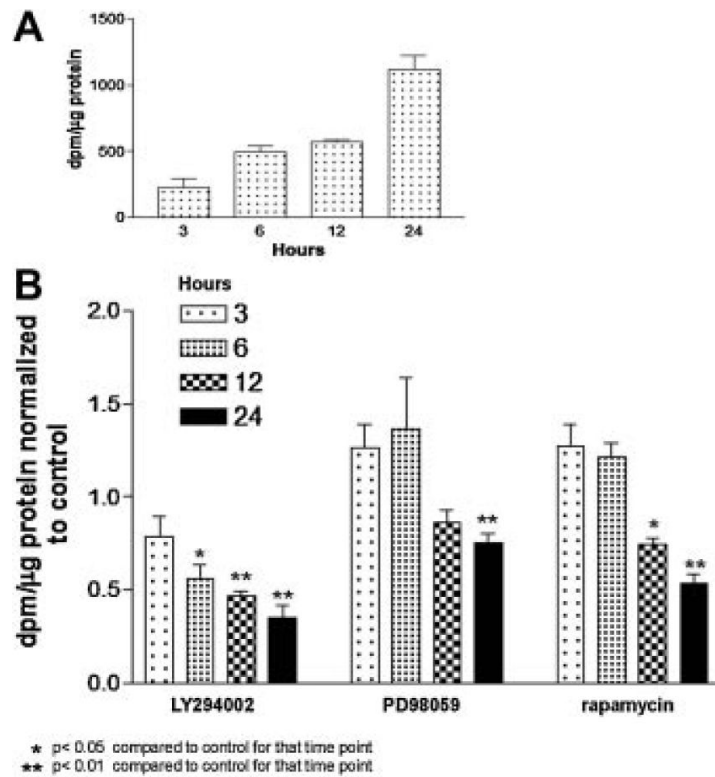 A
dpm/µg protein
1500
1000
500
0
3 6 12 24
Hours
B
dpm/µg protein normalized
to control
Hours
3
6
12
24
2.0
1.5
1.0
0.5
0.0
*
**
**
**
*
**
LY294002 PD98059 rapamycin
* p< 0.05 compared to control for that time point
** p< 0.01 compared to control for that time point